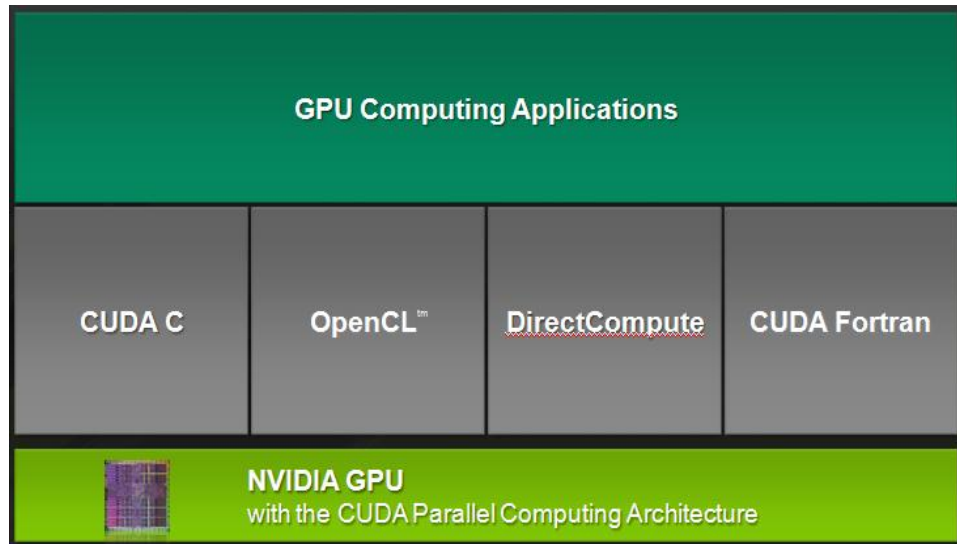 GPU Computing Applications
CUDA C
OpenCL™
DirectCompute
CUDA Fortran
NVIDIA GPU
with the CUDA Parallel Computing Architecture